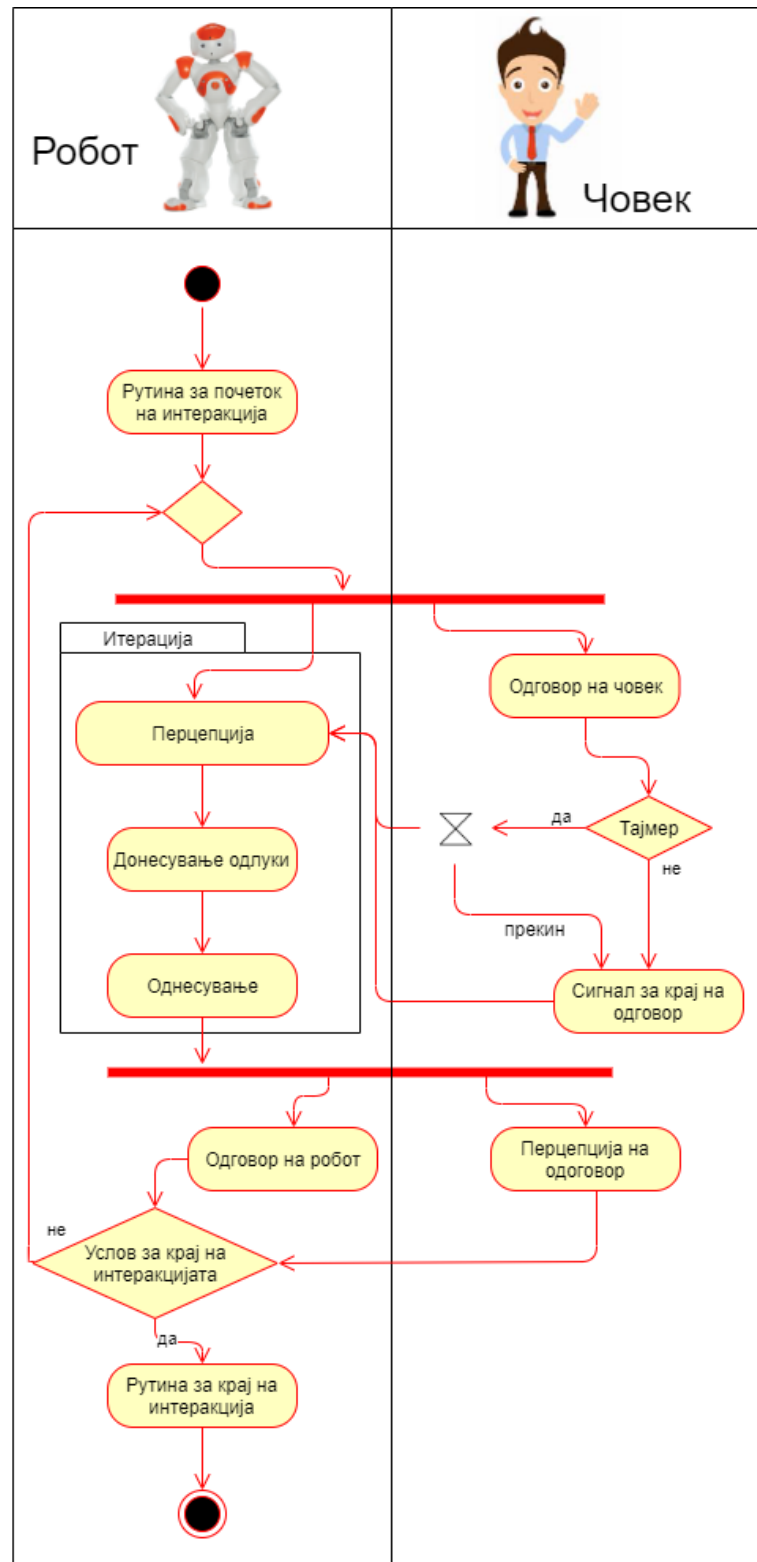 Робот
Човек
Рутина за почеток
на интеракција
Итерација
Одговор на човек
Перцепција
да
Тајмер
не
Донесување одлуки
прекин
Однесување
Сигнал за крај на
одговор
Одговор на робот
Перцепција на
одоговор
не
Услов за крај на
интеракцијата
да
Рутина за крај на
интеракција